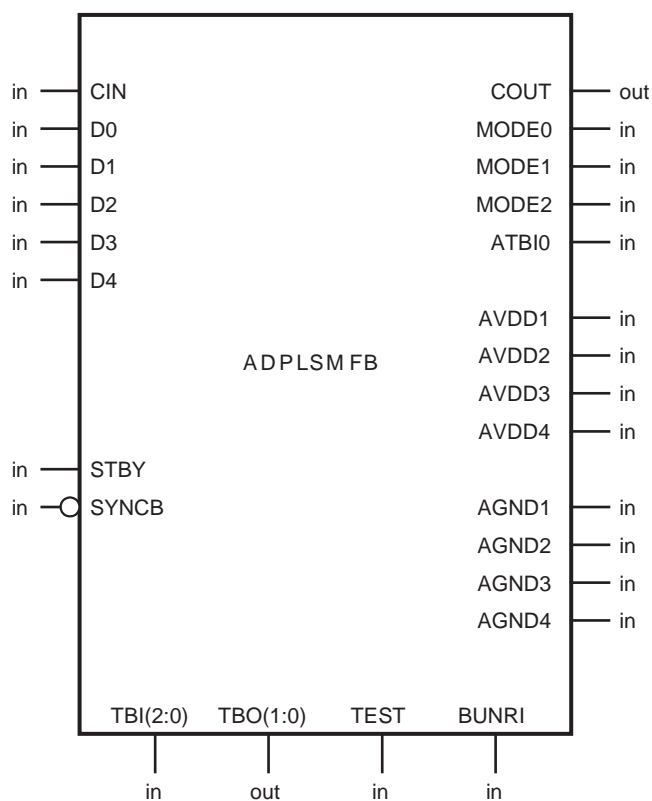 in CIN COUT out
in D0 MODE0 in
in D1 MODE1 in
in D2 MODE2 in
in D3 ATBI0 in
in D4
AVDD1 in
ADPLSMFB AVDD2 in
AVDD3 in
AVDD4 in
in STBY
in SYNCB AGND1 in
AGND2 in
AGND3 in
AGND4 in
TBI(2:0) TBO(1:0) TEST BUNRI
in out in in